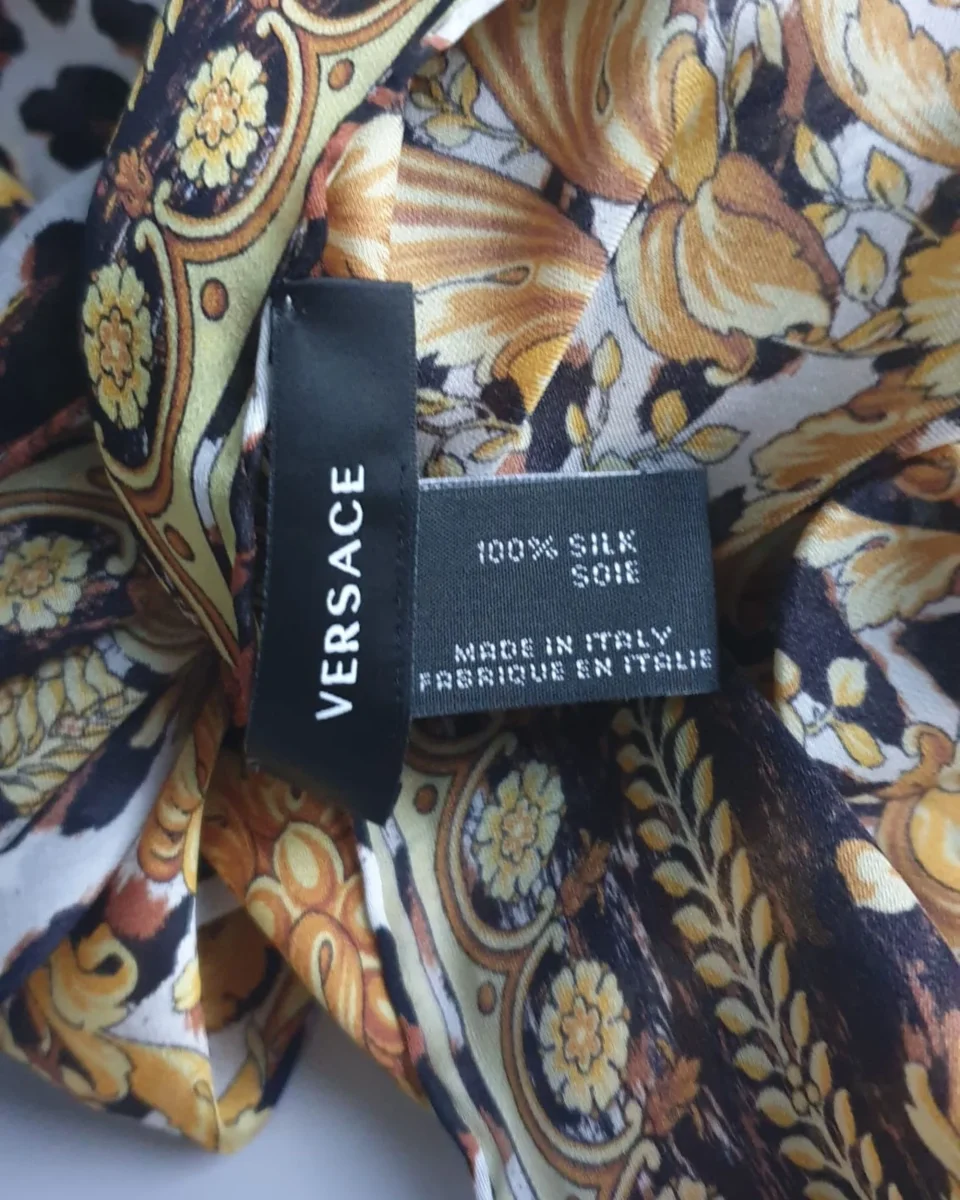 VERSACE
100% SILK
SOIE
MADE IN ITALY
FABRIQUE EN ITALIE